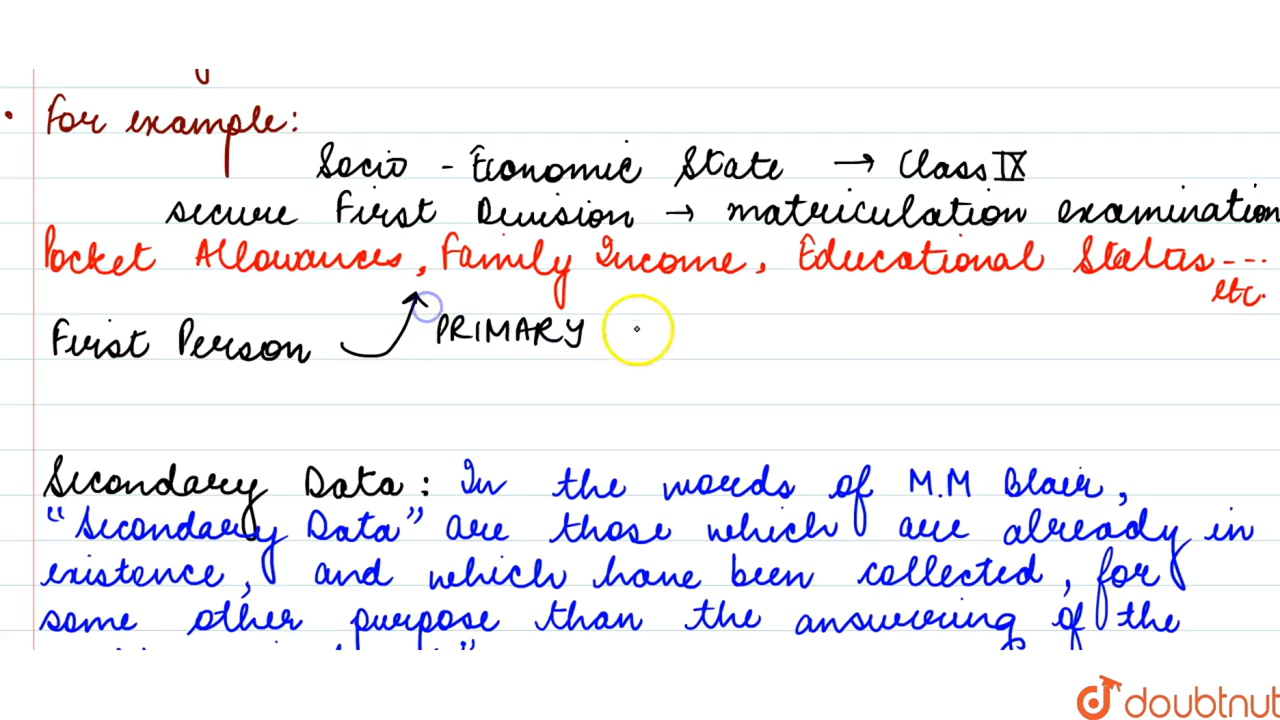 • For example:
Socio - Economic State → Class IX
secure First Division → matriculation examination
Pocket Allowances, Family Income, Educational Status ---
etc.
First Person PRIMARY
Secondary Data: In the words of M.M Blair,
"Secondary Data" are those which are already in
existence, and which have been collected, for
some other purpose than the answering of the
doubtnut